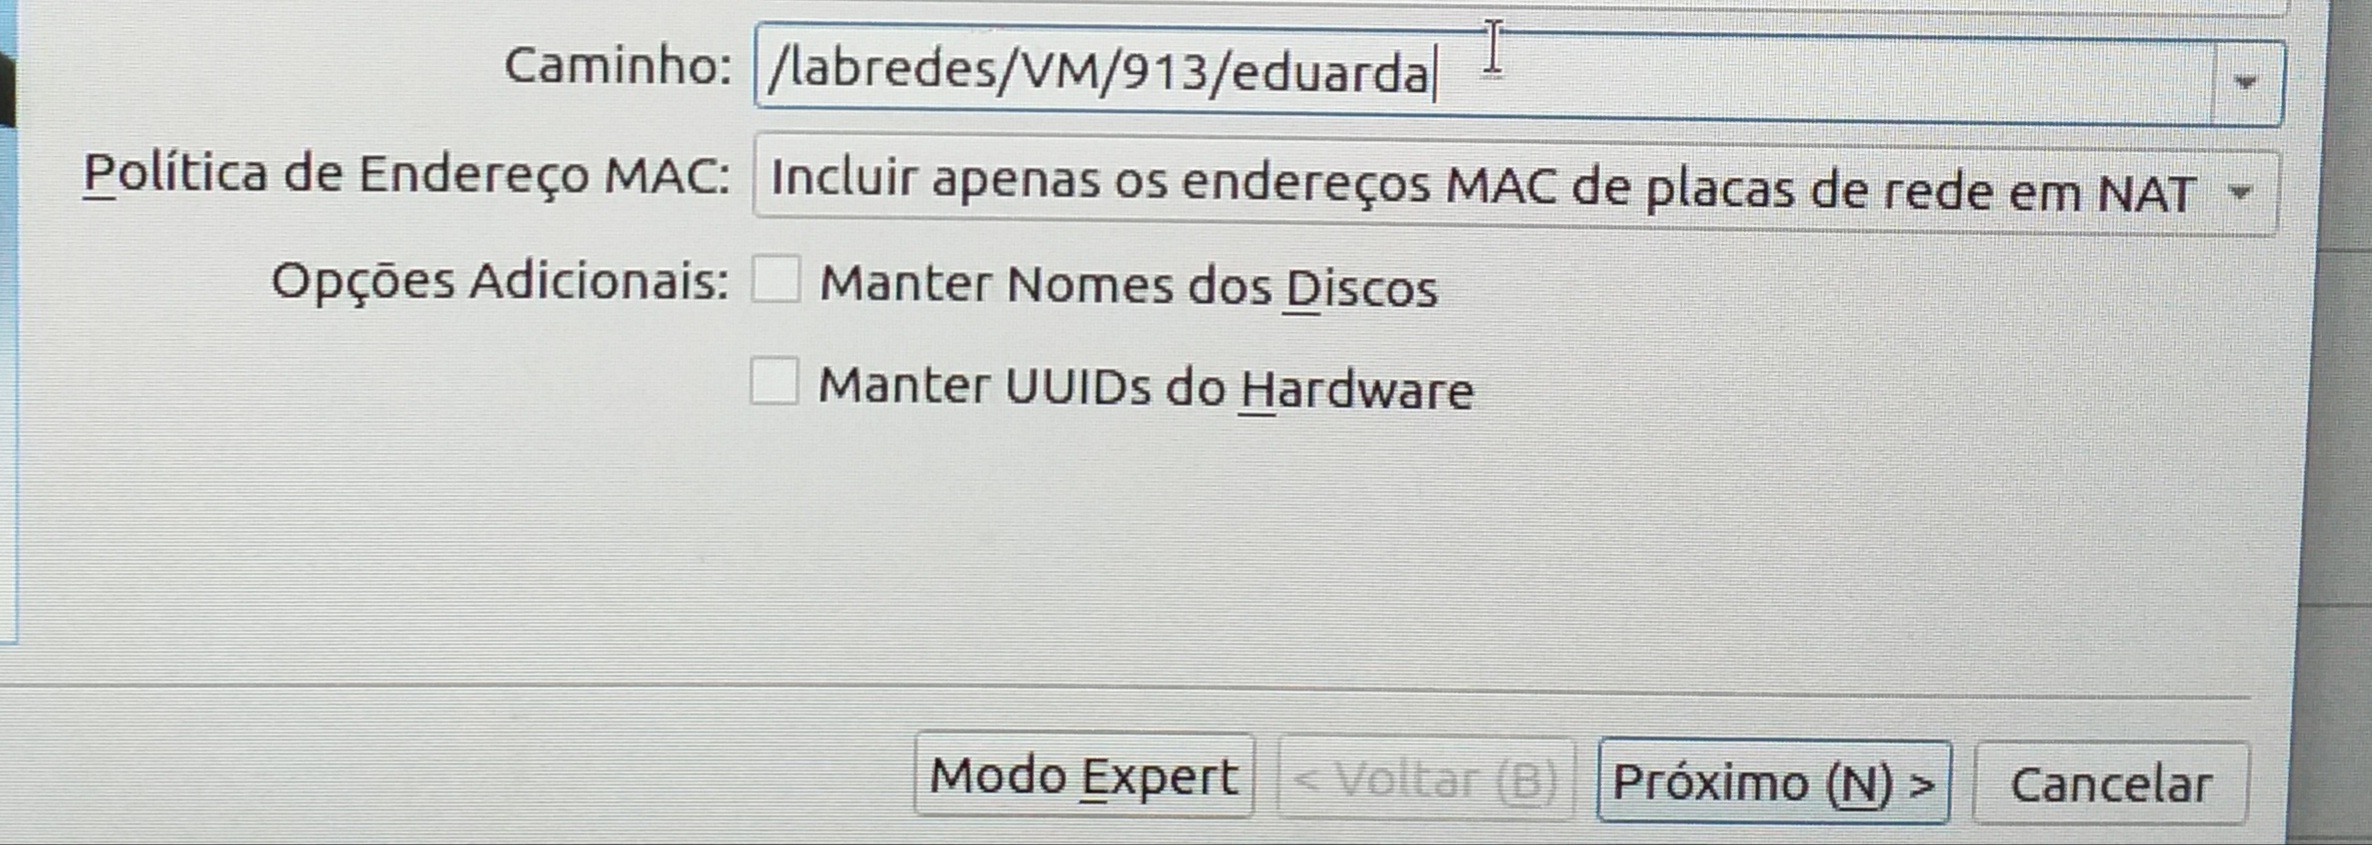 Caminho: /labredes/VM/913/eduarda
Política de Endereço MAC: Incluir apenas os endereços MAC de placas de rede em NAT
Opções Adicionais: Manter Nomes dos Discos
Manter UUIDs do Hardware
Modo Expert < Voltar (B) Próximo (N) > Cancelar